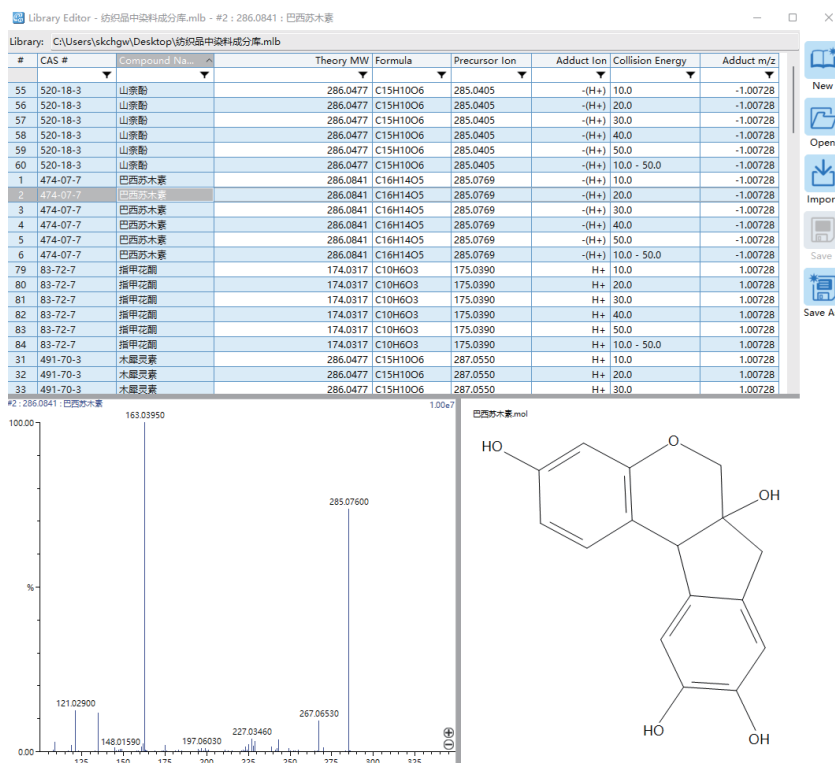 Library Editor - 纺织品中染料成分库.mlb - #2 : 286.0841 : 巴西苏木素
Library: C:\Users\skchgw\Desktop\纺织品中染料成分库.mlb
# CAS # Compound Na... Theory MW Formula Precursor Ion Adduct Ion Collision Energy Adduct m/z
55 520-18-3 山奈酚 286.0477 C15H10O6 285.0405 -(H+) 10.0 -1.00728
56 520-18-3 山奈酚 286.0477 C15H10O6 285.0405 -(H+) 20.0 -1.00728
57 520-18-3 山奈酚 286.0477 C15H10O6 285.0405 -(H+) 30.0 -1.00728
58 520-18-3 山奈酚 286.0477 C15H10O6 285.0405 -(H+) 40.0 -1.00728
59 520-18-3 山奈酚 286.0477 C15H10O6 285.0405 -(H+) 50.0 -1.00728
60 520-18-3 山奈酚 286.0477 C15H10O6 285.0405 -(H+) 10.0 - 50.0 -1.00728
1 474-07-7 巴西苏木素 286.0841 C16H14O5 285.0769 -(H+) 10.0 -1.00728
2 474-07-7 巴西苏木素 286.0841 C16H14O5 285.0769 -(H+) 20.0 -1.00728
3 474-07-7 巴西苏木素 286.0841 C16H14O5 285.0769 -(H+) 30.0 -1.00728
4 474-07-7 巴西苏木素 286.0841 C16H14O5 285.0769 -(H+) 40.0 -1.00728
5 474-07-7 巴西苏木素 286.0841 C16H14O5 285.0769 -(H+) 50.0 -1.00728
6 474-07-7 巴西苏木素 286.0841 C16H14O5 285.0769 -(H+) 10.0 - 50.0 -1.00728
79 83-72-7 指甲花酮 174.0317 C10H6O3 175.0390 H+ 10.0 1.00728
80 83-72-7 指甲花酮 174.0317 C10H6O3 175.0390 H+ 20.0 1.00728
81 83-72-7 指甲花酮 174.0317 C10H6O3 175.0390 H+ 30.0 1.00728
82 83-72-7 指甲花酮 174.0317 C10H6O3 175.0390 H+ 40.0 1.00728
83 83-72-7 指甲花酮 174.0317 C10H6O3 175.0390 H+ 50.0 1.00728
84 83-72-7 指甲花酮 174.0317 C10H6O3 175.0390 H+ 10.0 - 50.0 1.00728
31 491-70-3 木犀灵素 286.0477 C15H10O6 287.0550 H+ 10.0 1.00728
32 491-70-3 木犀灵素 286.0477 C15H10O6 287.0550 H+ 20.0 1.00728
33 491-70-3 木犀灵素 286.0477 C15H10O6 287.0550 H+ 30.0 1.00728
New
Open
Impor
Save
Save A
#2 : 286.0841 : 巴西苏木素
1.00e7
100.00
%
0.00
163.03950
285.07600
121.02900
148.01590
197.06030
227.03460
267.06530
125 150 175 200 225 250 275 300 325
巴西苏木素.mol
HO
O
OH
HO
OH